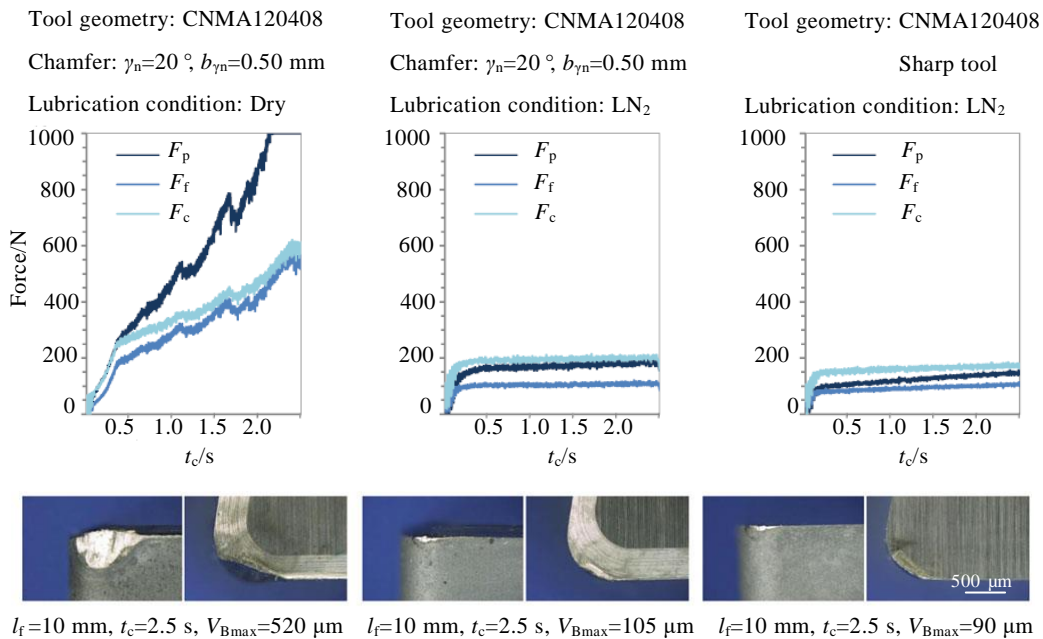 Tool geometry: CNMA120408
Chamfer: γn=20 °, bγn=0.50 mm
Lubrication condition: Dry
1000
800
600
400
200
0
Force/N
Fp
Ff
Fc
0.5 1.0 1.5 2.0
tc/s
lf=10 mm, tc=2.5 s, VBmax=520 μm
Tool geometry: CNMA120408
Chamfer: γn=20 °, bγn=0.50 mm
Lubrication condition: LN2
1000
800
600
400
200
0
Fp
Ff
Fc
0.5 1.0 1.5 2.0
tc/s
lf=10 mm, tc=2.5 s, VBmax=105 μm
Tool geometry: CNMA120408
Sharp tool
Lubrication condition: LN2
1000
800
600
400
200
0
Fp
Ff
Fc
0.5 1.0 1.5 2.0
tc/s
500 μm
lf=10 mm, tc=2.5 s, VBmax=90 μm